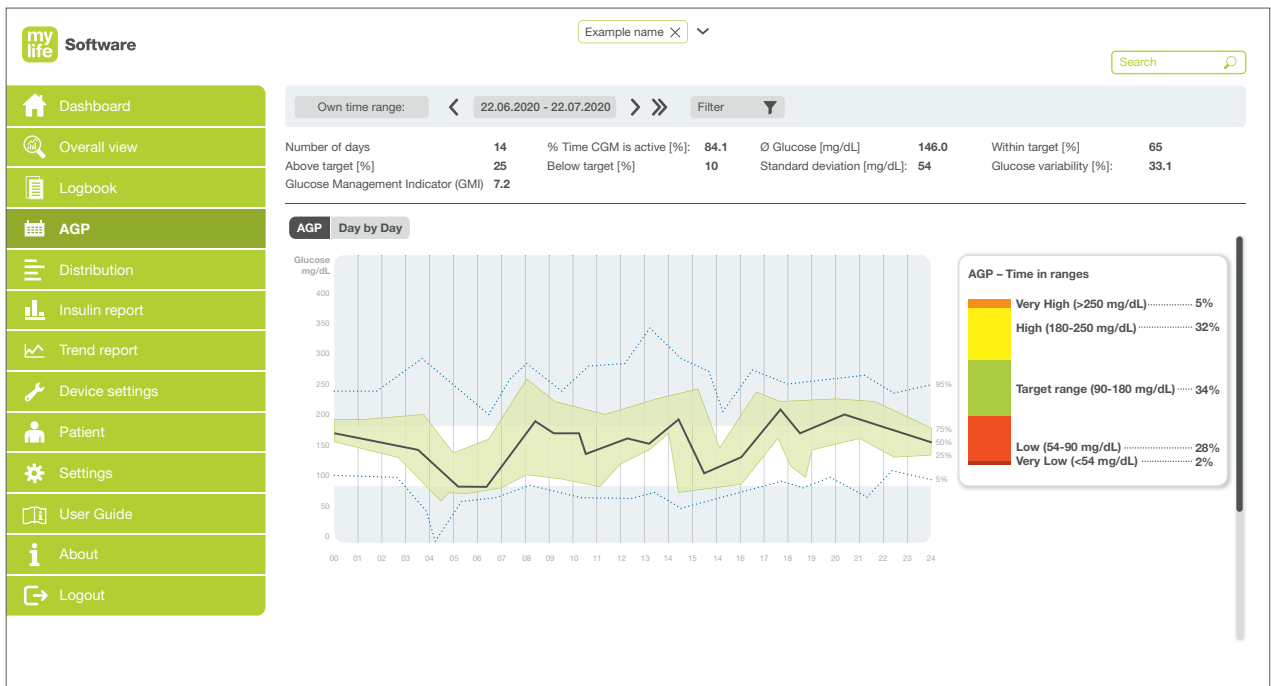 my
life
Software
Example name
Search
Dashboard
Overall view
Logbook
AGP
Distribution
Insulin report
Trend report
Device settings
Patient
Settings
User Guide
About
Logout
Own time range: 22.06.2020 - 22.07.2020 Filter
Number of days 14 % Time CGM is active [%]: 84.1 Ø Glucose [mg/dL] 146.0 Within target [%] 65
Above target [%] 25 Below target [%] 10 Standard deviation [mg/dL]: 54 Glucose variability [%]: 33.1
Glucose Management Indicator (GMI) 7.2
AGP Day by Day
Glucose
mg/dL
400
350
300
250
200
150
100
50
0
95%
75%
50%
25%
5%
00 01 02 03 04 05 06 07 08 09 10 11 12 13 14 15 14 16 17 18 19 20 21 22 23 24
AGP – Time in ranges
Very High (>250 mg/dL) 5%
High (180-250 mg/dL) 32%
Target range (90-180 mg/dL) 34%
Low (54-90 mg/dL) 28%
Very Low (<54 mg/dL) 2%